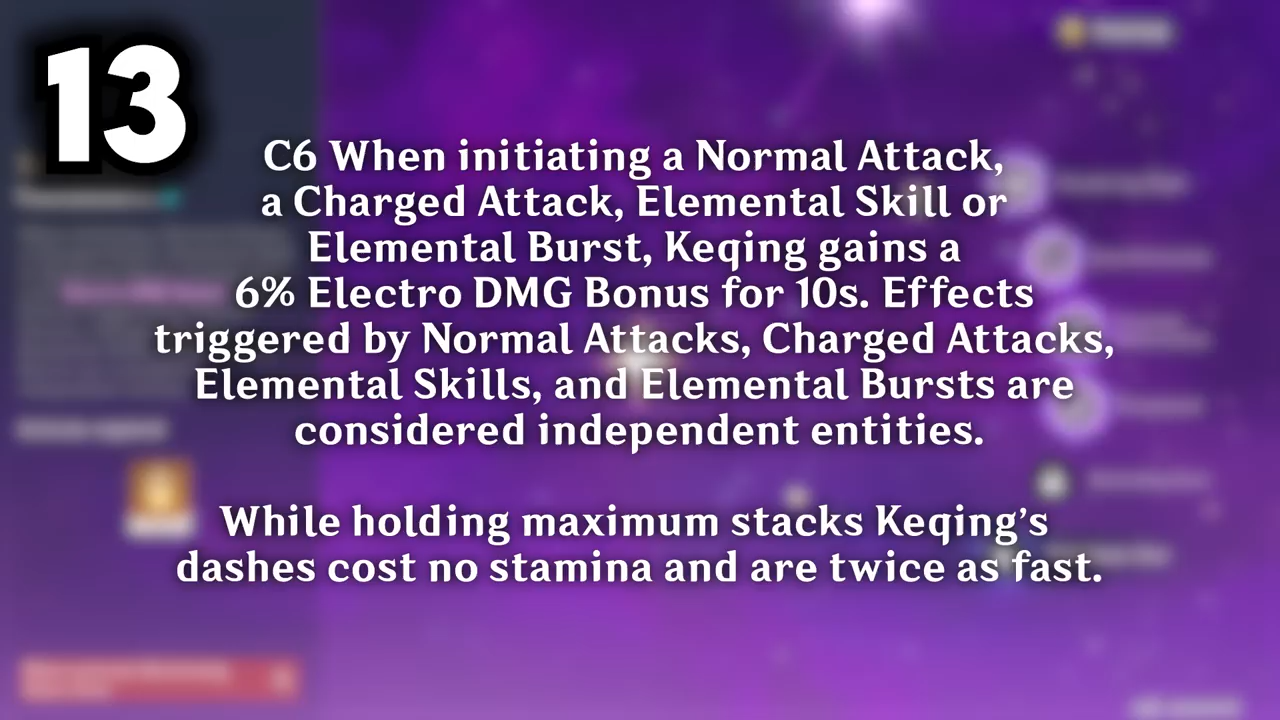 13
C6 When initiating a Normal Attack,
a Charged Attack, Elemental Skill or
Elemental Burst, Keqing gains a
6% Electro DMG Bonus for 10s. Effects
triggered by Normal Attacks, Charged Attacks,
Elemental Skills, and Elemental Bursts are
considered independent entities.
While holding maximum stacks Keqing's
dashes cost no stamina and are twice as fast.